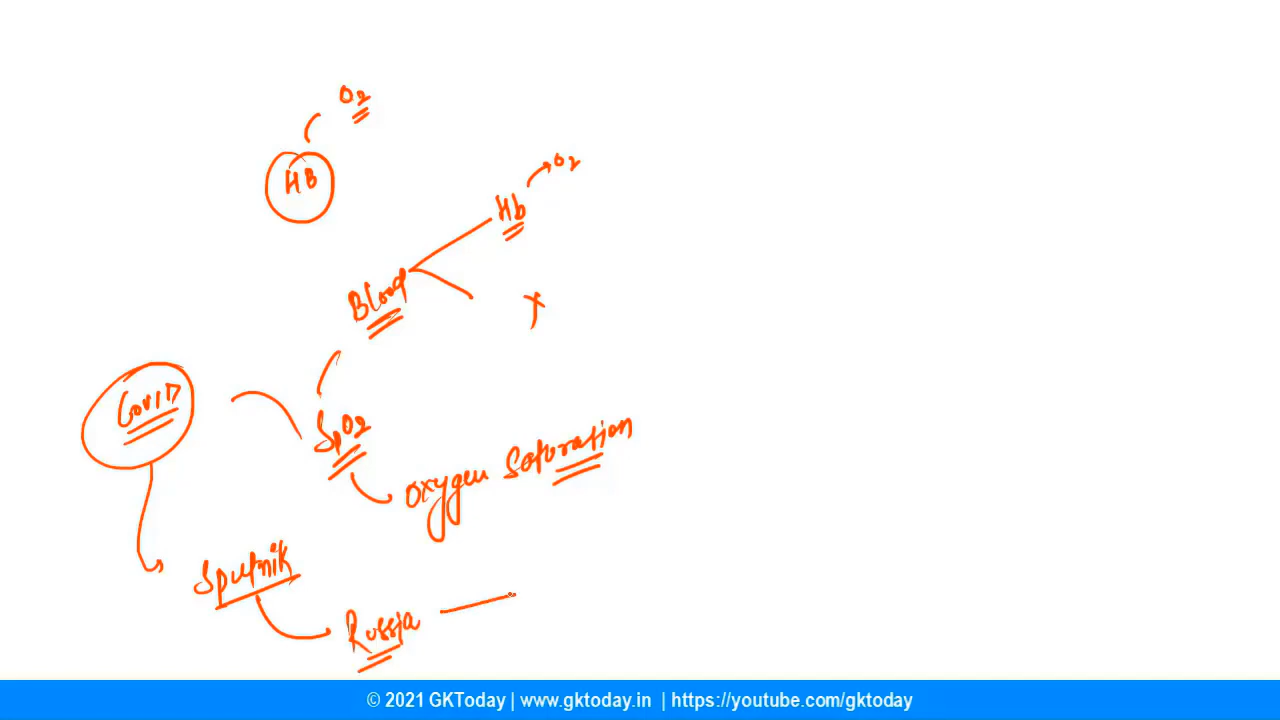 O2
HB
O2
Hb
Blood
X
Covid
SpO2
Oxygen Saturation
Sputnik
Russia
© 2021 GKToday | www.gktoday.in | https://youtube.com/gktoday